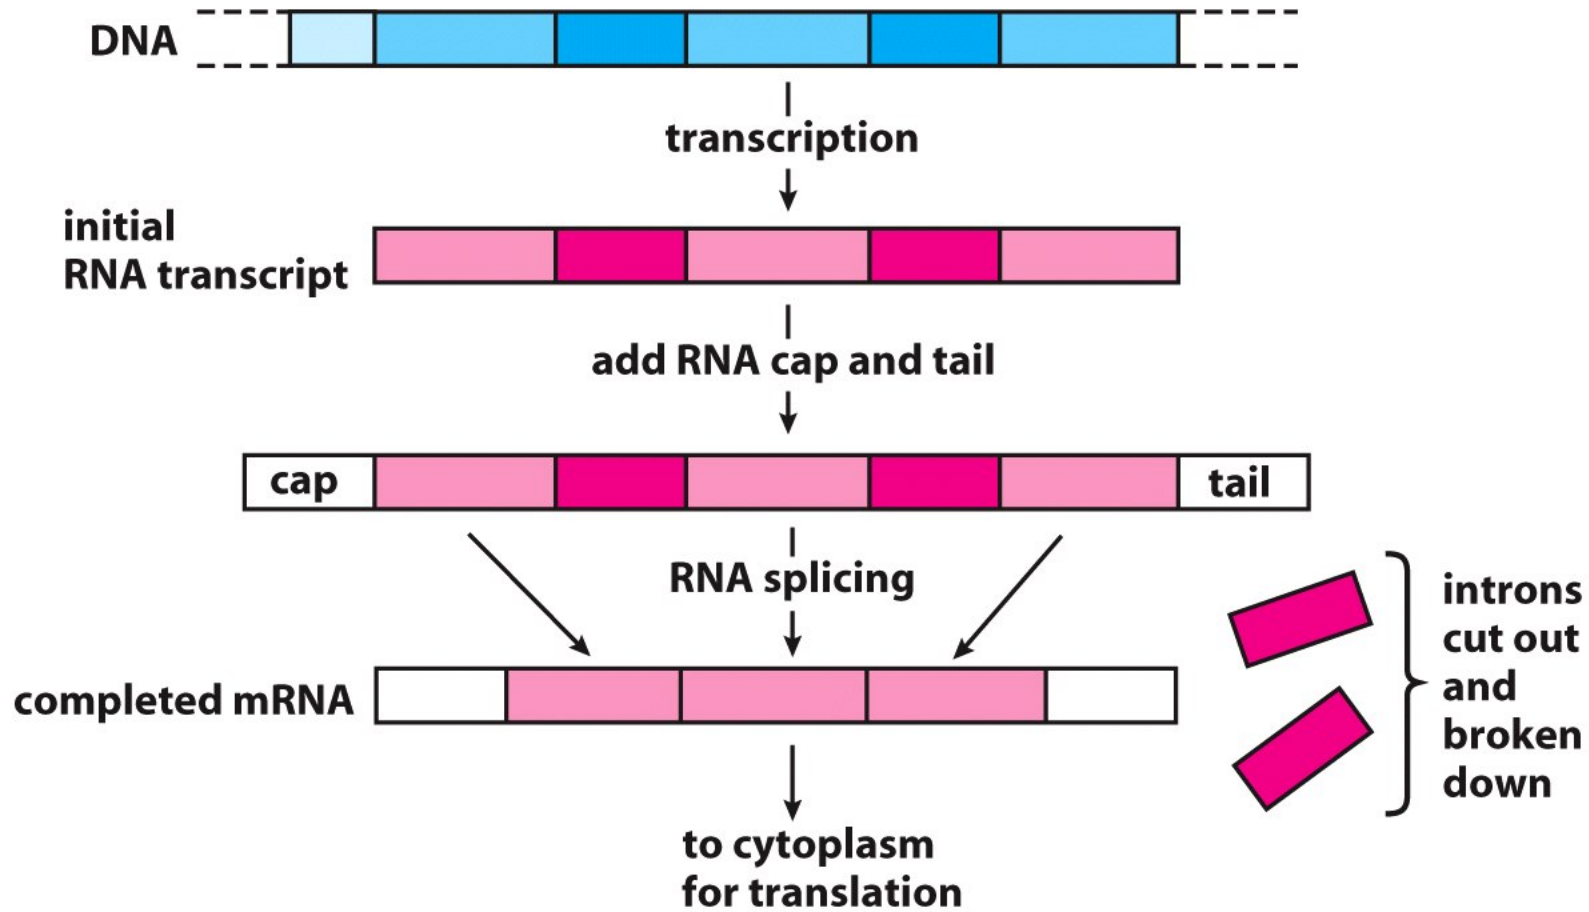 DNA
transcription
initial
RNA transcript
add RNA cap and tail
cap
tail
RNA splicing
introns
cut out
and
broken
down
completed mRNA
to cytoplasm
for translation